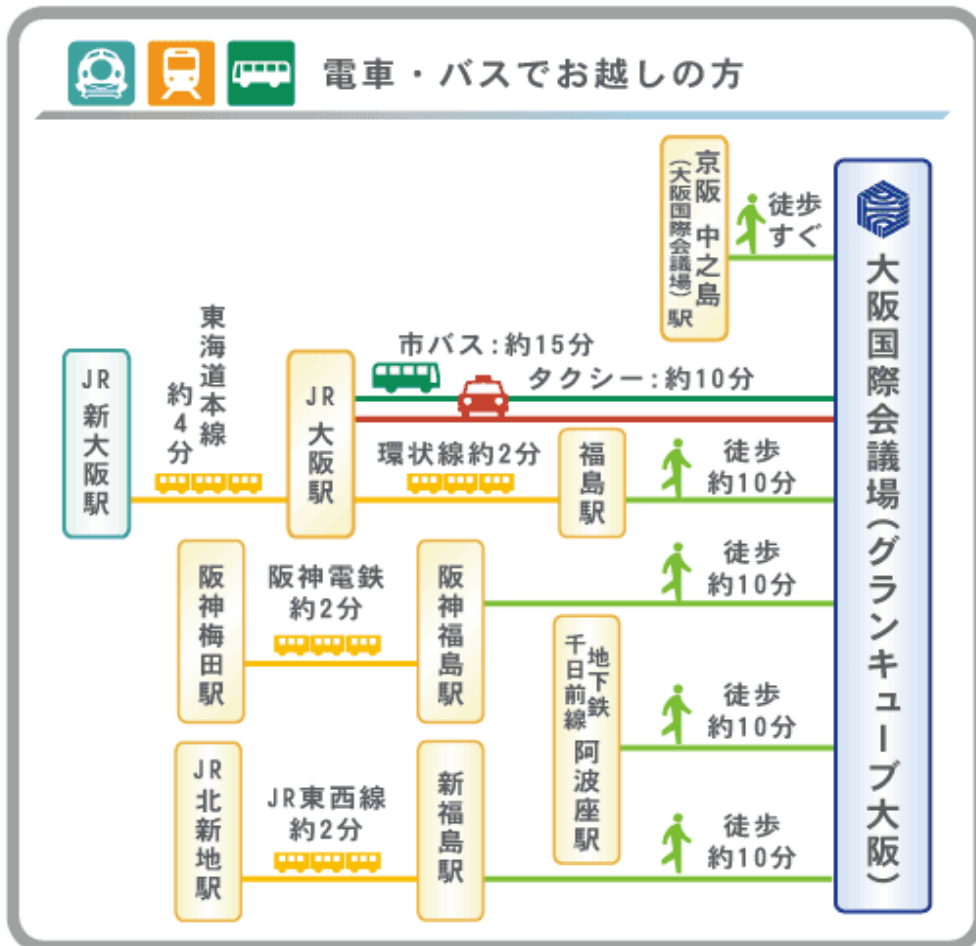 電車・バスでお越しの方
京阪 中之島
(大阪国際会議場)駅
徒歩
すぐ
大阪国際会議場(グランキューブ大阪)
市バス:約15分
タクシー:約10分
JR 新大阪駅
東海道本線
約4分
JR 大阪駅
環状線約2分
福島駅
徒歩
約10分
阪神梅田駅
阪神電鉄
約2分
阪神福島駅
徒歩
約10分
地下鉄
千日前線
阿波座駅
徒歩
約10分
JR北新地駅
JR東西線
約2分
新福島駅
徒歩
約10分